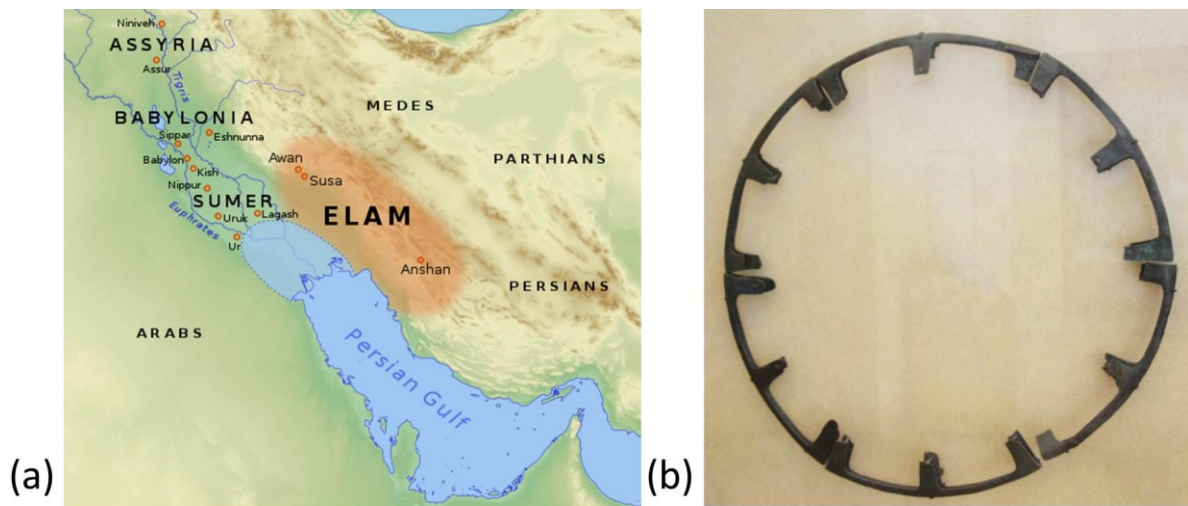 Niniveh
ASSYRIA
Assur
Tigris
MEDES
BABYLONIA
Sippar
Eshnunna
PARTHIANS
Babylon
Kish
Awan
Susa
Nippur
SUMER
ELAM
Uruk
Lagash
Euphrates
Ur
Anshan
PERSIANS
ARABS
Persian Gulf
(a)
(b)